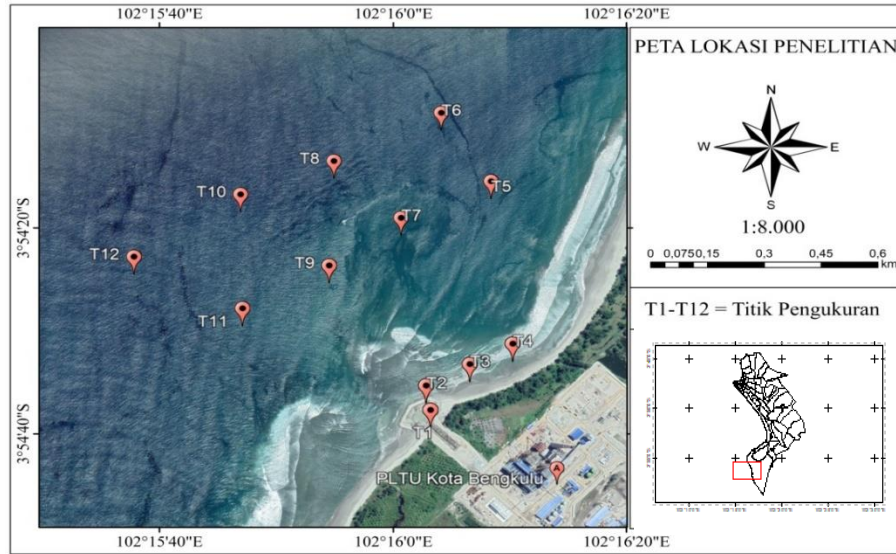 102°15'40"E 102°16'0"E 102°16'20"E
PETA LOKASI PENELITIAN
N
W E
S
1:8.000
0 0,075 0,15 0,3 0,45 0,6
km
T1-T12 = Titik Pengukuran
3°54'20"S
3°54'40"S
T6
T8
T5
T10
T7
T12
T9
T11
T4
T3
T2
T1
A
PLTU Kota Bengkulu
102°15'40"E 102°16'0"E 102°16'20"E